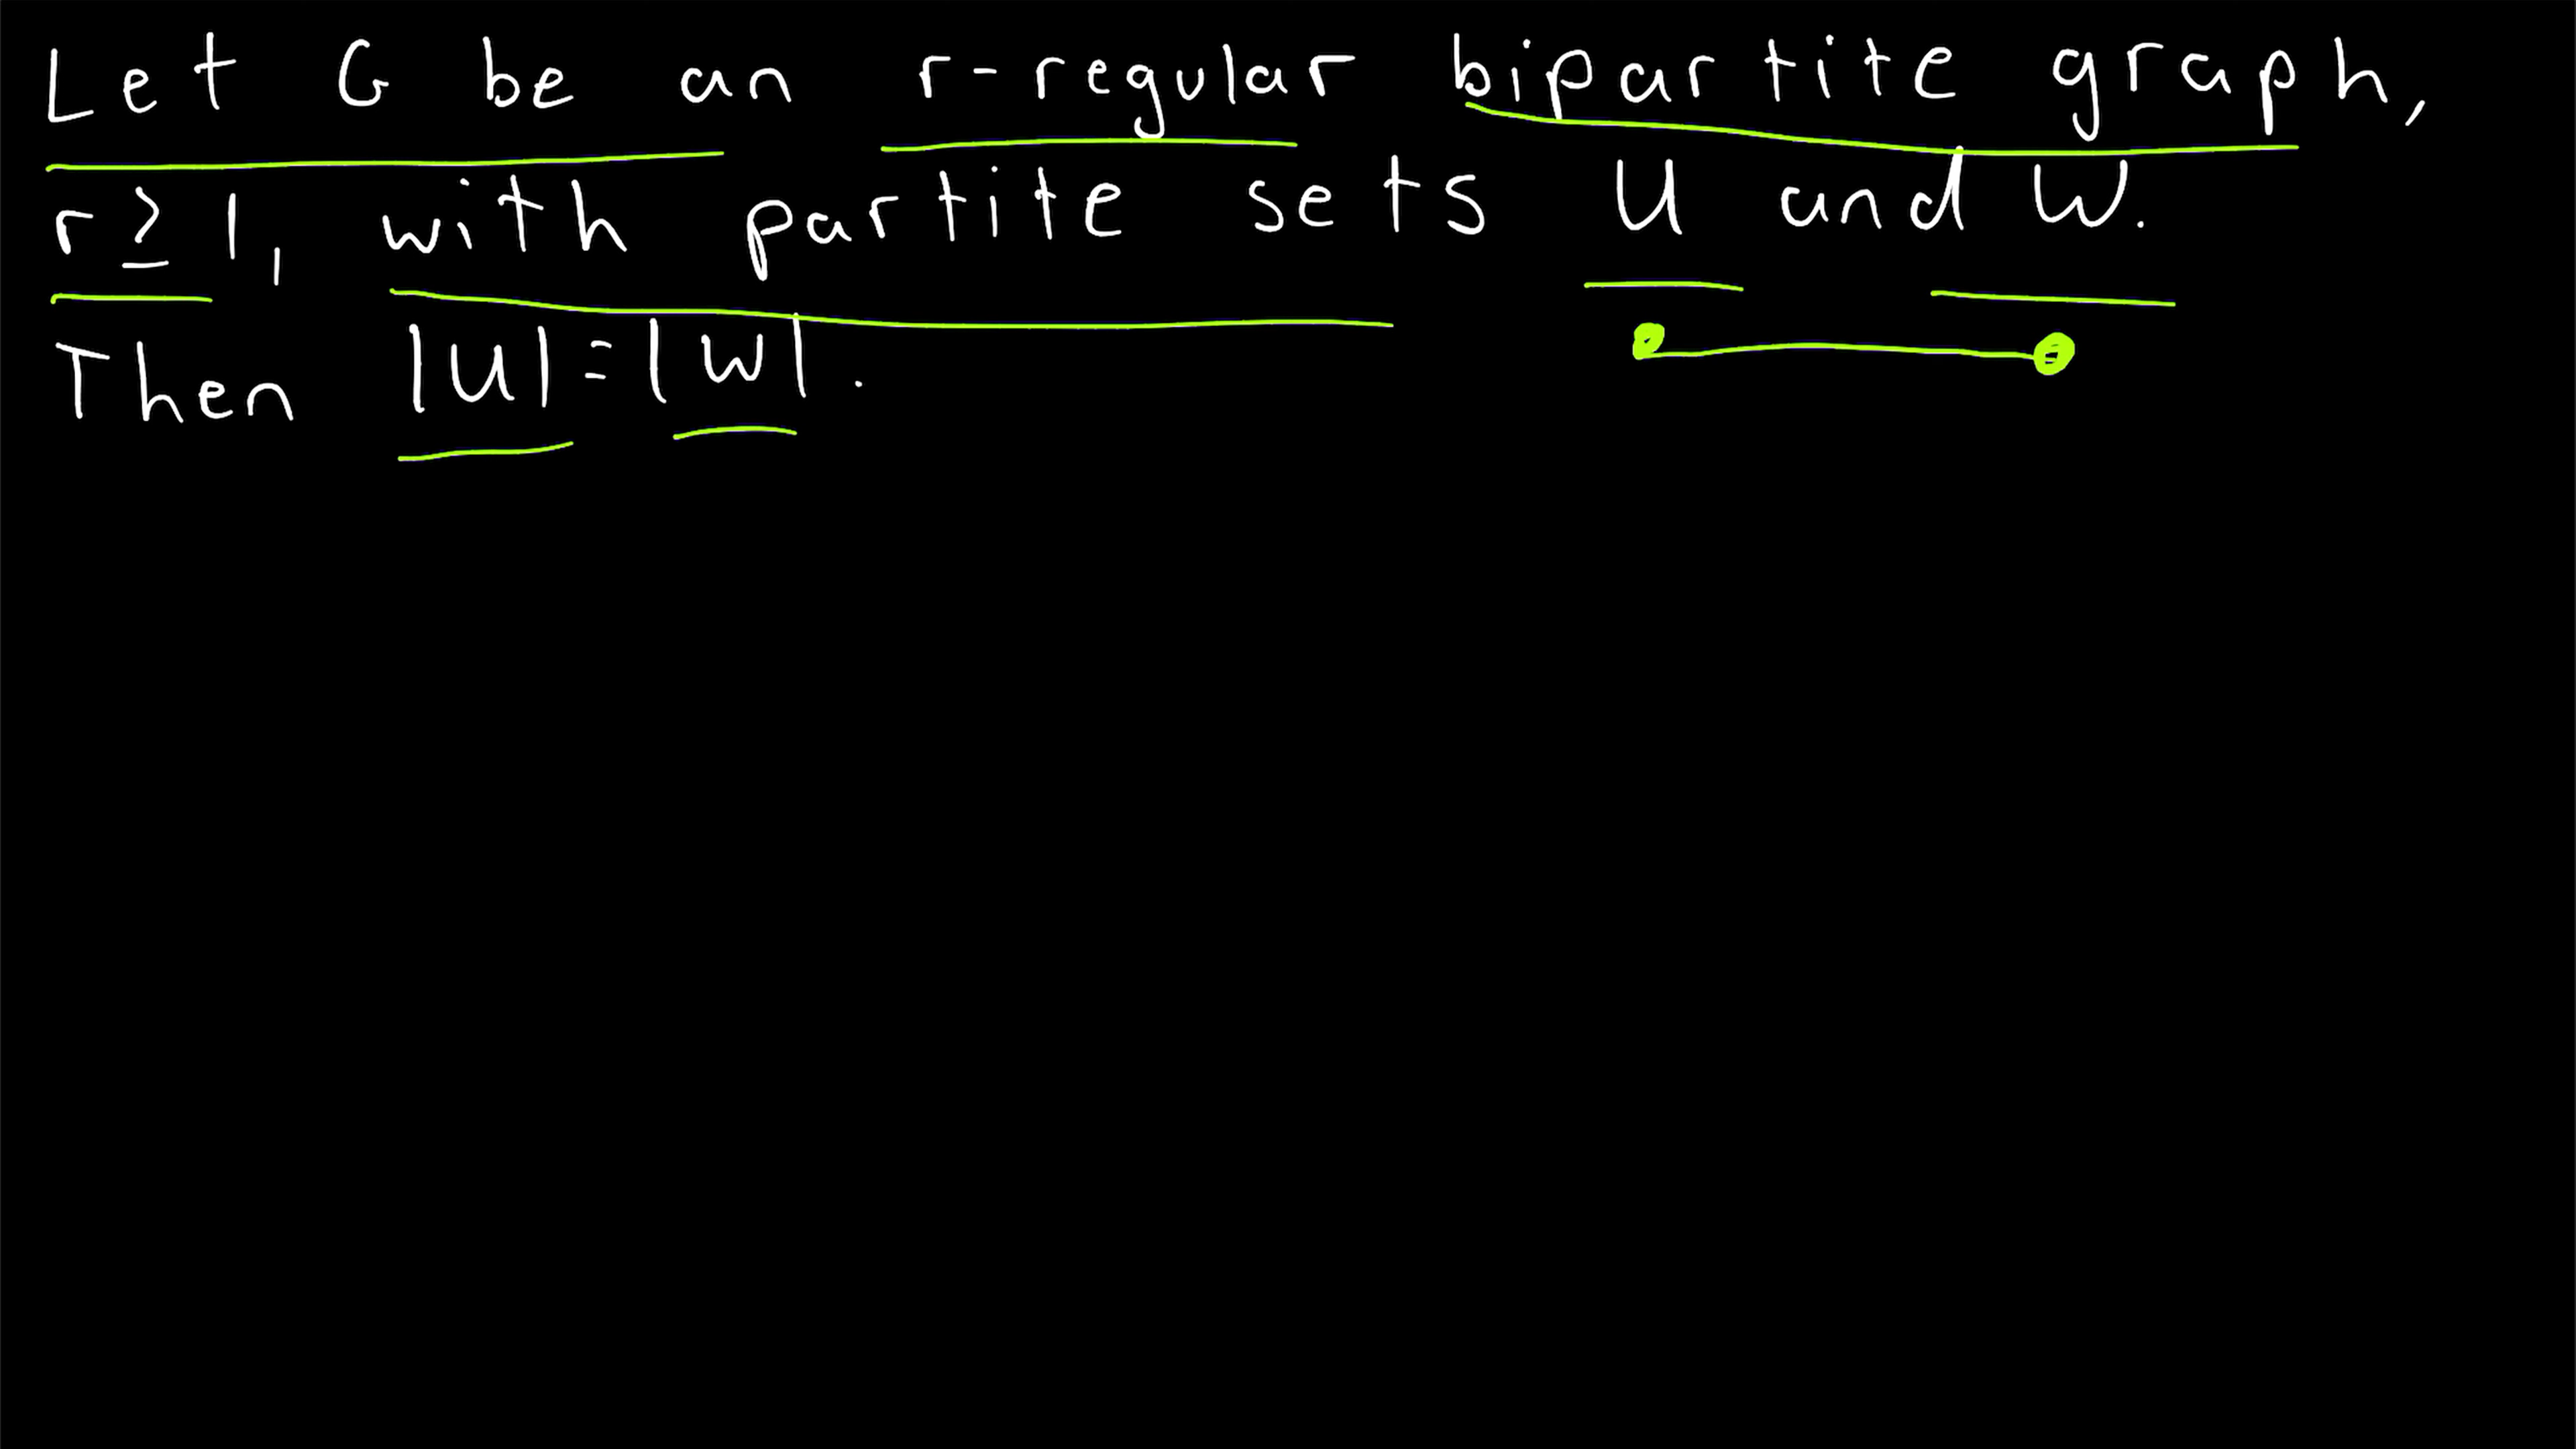 Let G be an r-regular bipartite graph,
r ≥ 1, with partite sets U and W.
Then |U| = |W|.